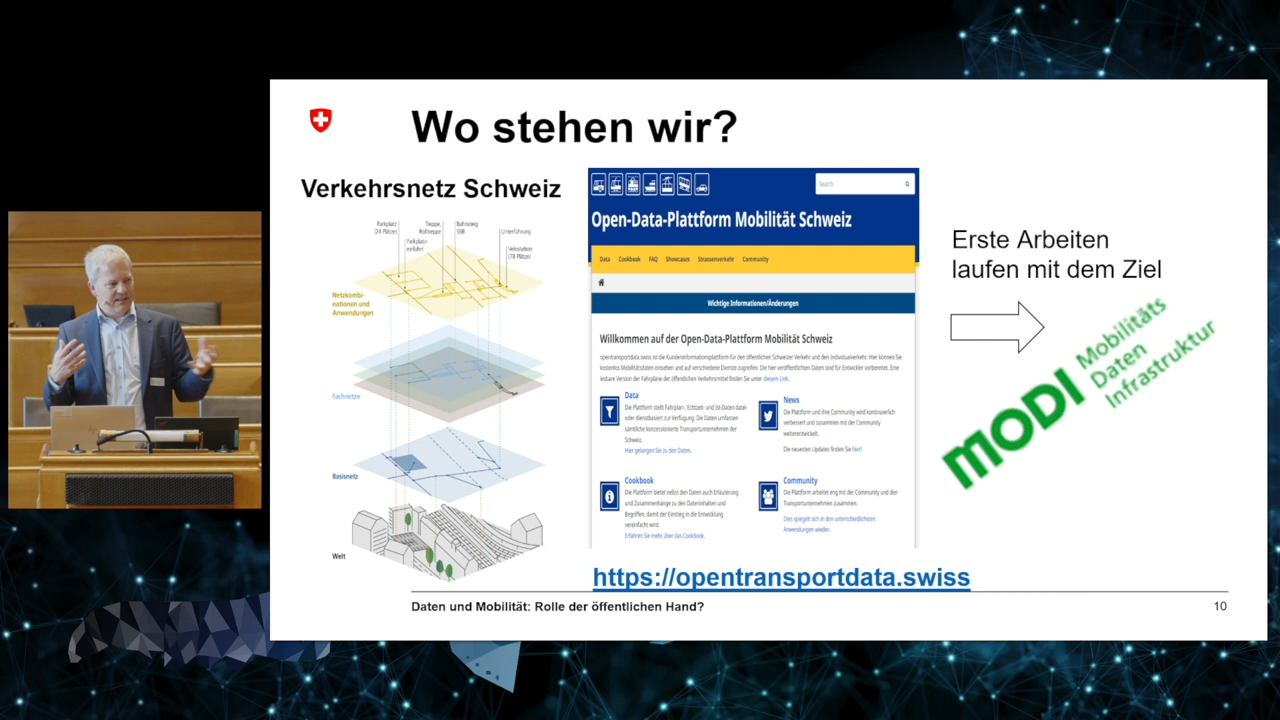 Wo stehen wir?
Verkehrsnetz Schweiz
Parkplatz
(24 Plätze)
Parkplatz-
einfahrt
Treppe,
Rolltreppe
Bahnsteig
SBB
Unterführung
Velostation
(78 Plätze)
Netzkombi-
nationen und
Anwendungen
Fachnetze
Basisnetz
Welt
Search
Open-Data-Plattform Mobilität Schweiz
Data Cookbook FAQ Showcases Strassenverkehr Community
Wichtige Informationen/Änderungen
Willkommen auf der Open-Data-Plattform Mobilität Schweiz
opentransportdata.swiss ist die Kundeninformationsplattform für den öffentlichen Schweizer Verkehr und den Individualverkehr. Hier können Sie
kostenlos Mobilitätsdaten einsehen und auf verschiedene Dienste zugreifen. Die hier veröffentlichten Daten sind für Entwickler vorbereitet. Eine
lesbare Version der Fahrpläne der öffentlichen Verkehrsmittel finden Sie unter diesem Link.
Data
Die Plattform stellt Fahrplan-, Echtzeit- und Ist-Daten datei-
oder dienstbasiert zur Verfügung. Die Daten umfassen
sämtliche konzessionierte Transportunternehmen der
Schweiz.
Hier gelangen Sie zu den Daten.
News
Die Plattform und ihre Community wird kontinuierlich
verbessert und zusammen mit der Community
weiterentwickelt.
Die neuesten Updates finden Sie hier!
Cookbook
Die Plattform bietet nebst den Daten auch Erläuterung
und Zusammenhänge zu den Dateninhalten und
Begriffen, damit der Einstieg in die Entwicklung
vereinfacht wird.
Erfahren Sie mehr über das Cookbook.
Community
Die Plattform arbeitet eng mit der Community und den
Transportunternehmen zusammen.
Dies spiegelt sich in den unterschiedlichsten
Anwendungen wieder.
https://opentransportdata.swiss
Erste Arbeiten
laufen mit dem Ziel
MODI
Mobilitäts
Daten
Infrastruktur
Daten und Mobilität: Rolle der öffentlichen Hand?
10